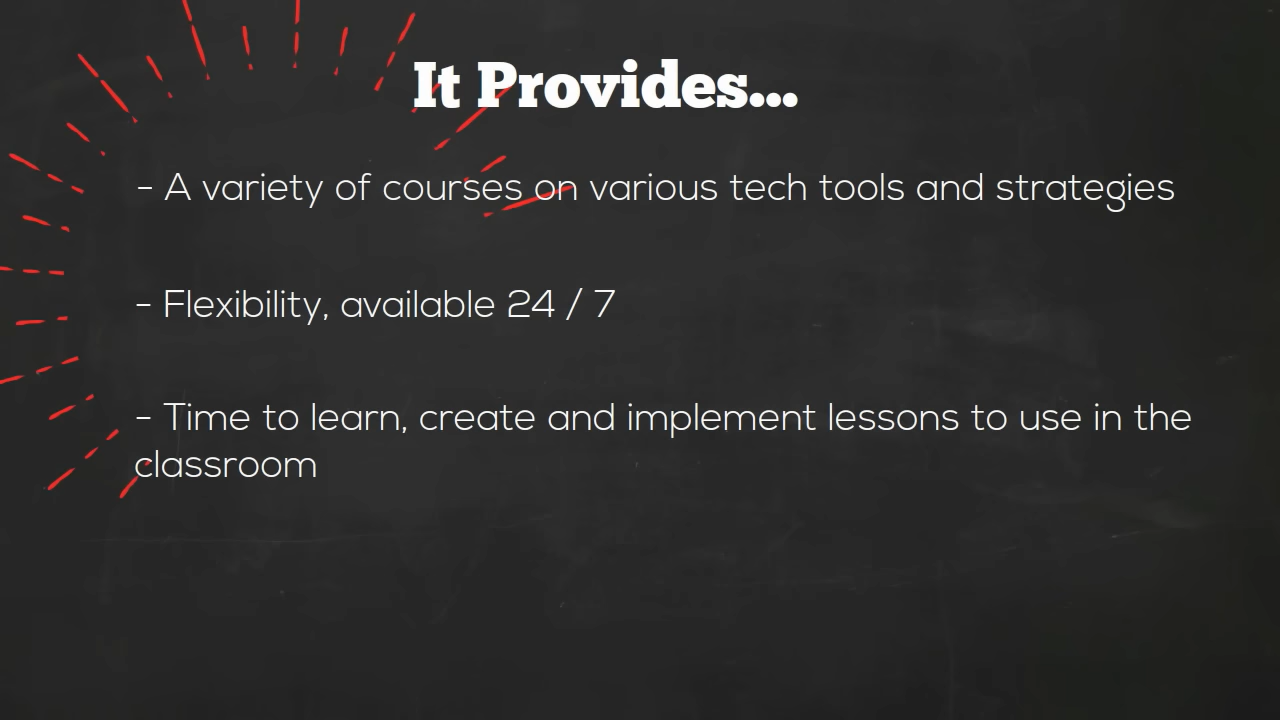 It Provides...
- A variety of courses on various tech tools and strategies
- Flexibility, available 24 / 7
- Time to learn, create and implement lessons to use in the
classroom